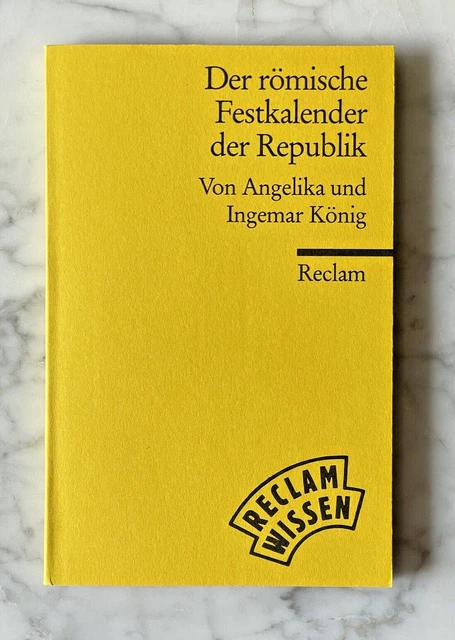 Der römische
Festkalender
der Republik
Von Angelika und
Ingemar König
Reclam
RECLAM
WISSEN